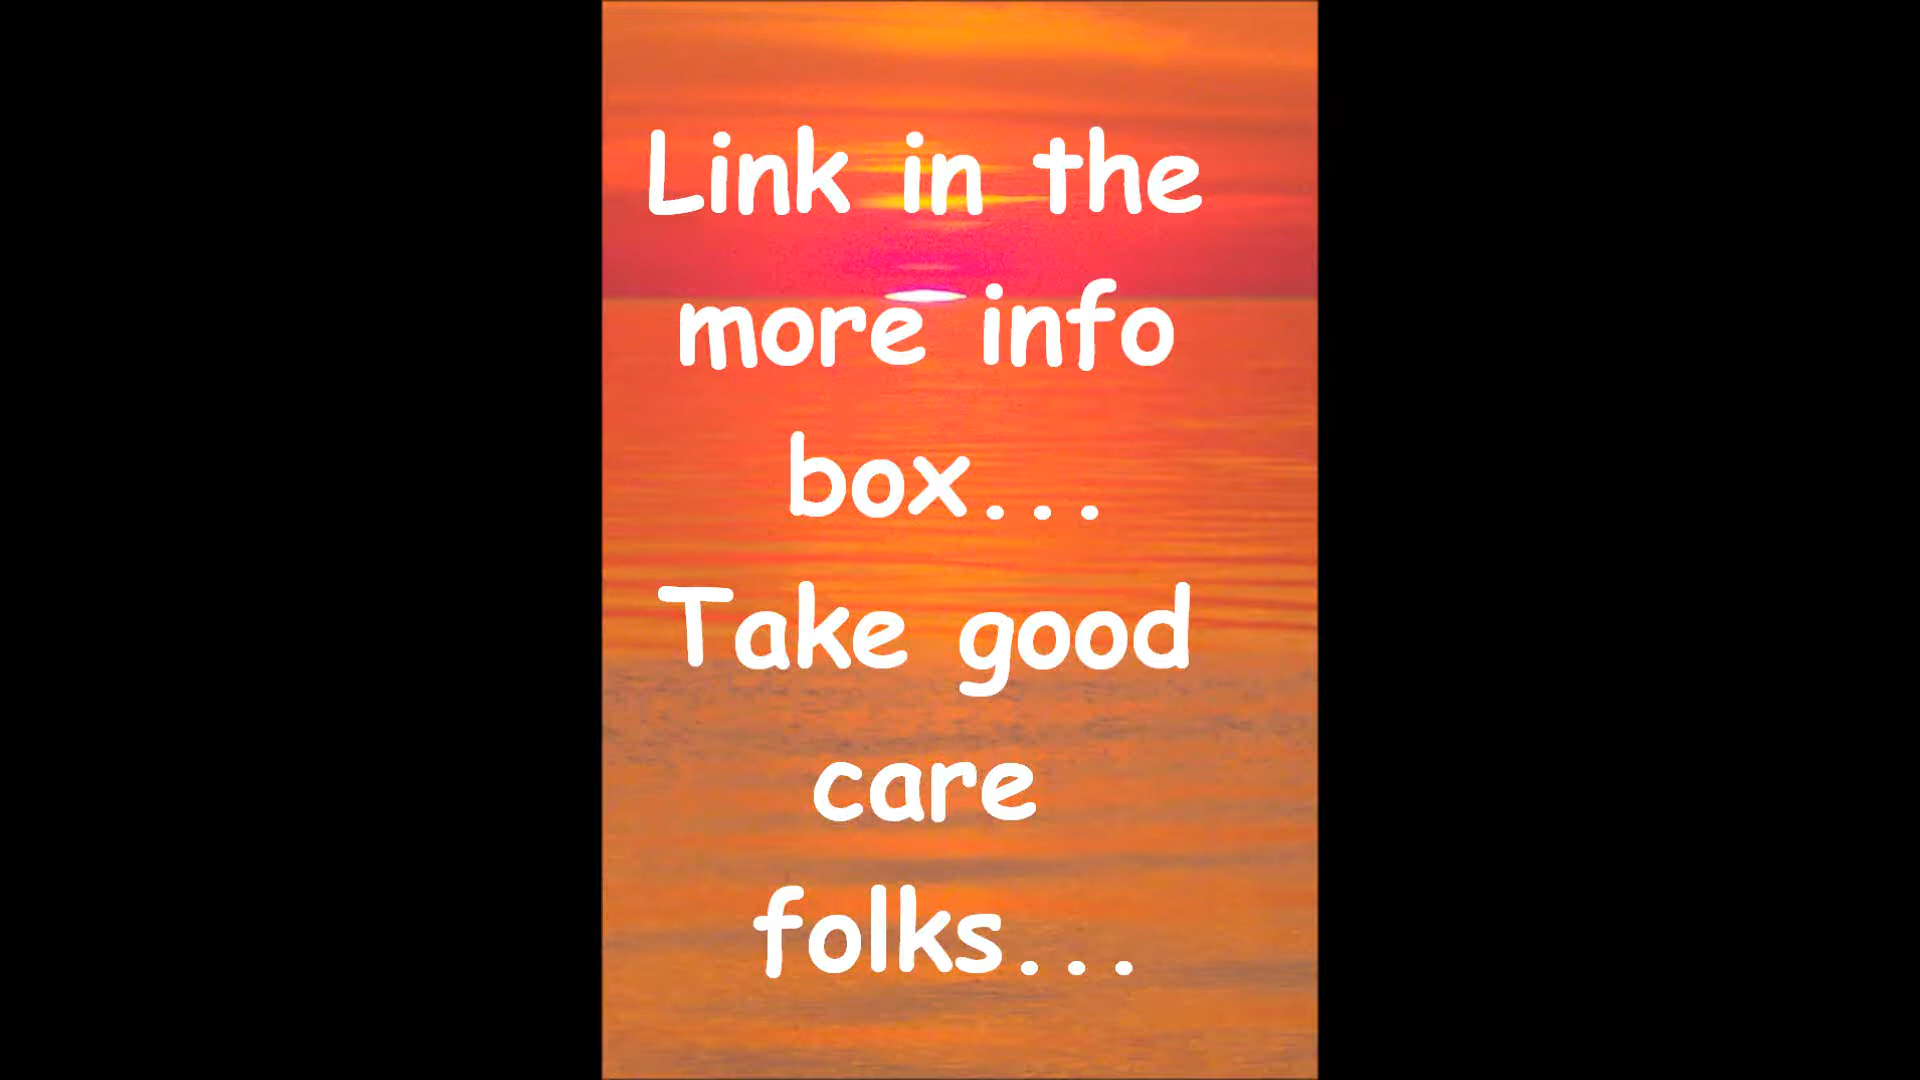 Link in the
more info
box...
Take good
care
folks...